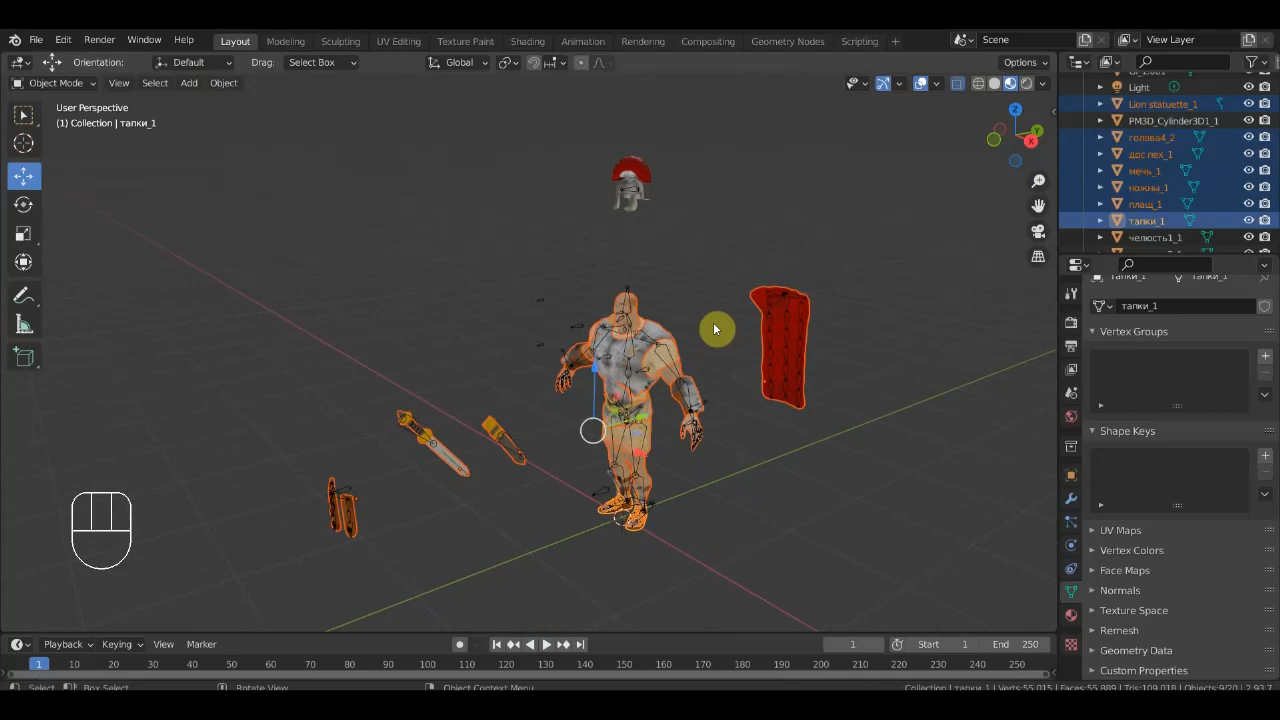 File Edit Render Window Help Layout Modeling Sculpting UV Editing Texture Paint Shading Animation Rendering Compositing Geometry Nodes Scripting + Scene View Layer
Orientation: Default Drag: Select Box Global Options
Object Mode View Select Add Object
User Perspective
(1) Collection | тапки_1
Z
Y
X
Light
Lion statuette_1
PM3D_Cylinder3D1_1
голова4_2
дос пех_1
мечь_1
ножны_1
плащ_1
тапки_1
челюсть1_1
тапки_1 тапки_1
тапки_1
Vertex Groups
Shape Keys
UV Maps
Vertex Colors
Face Maps
Normals
Texture Space
Remesh
Geometry Data
Custom Properties
Playback Keying View Marker 1 Start 1 End 250
1 10 20 30 40 50 60 70 80 90 100 110 120 130 140 150 160 170 180 190 200 210 220 230 240 250
Select Box Select Rotate View Object Context Menu Collection | тапки_1 | Verts:55,015 | Faces:55,889 | Tris:109,018 | Objects:9/20 | 2.93.7